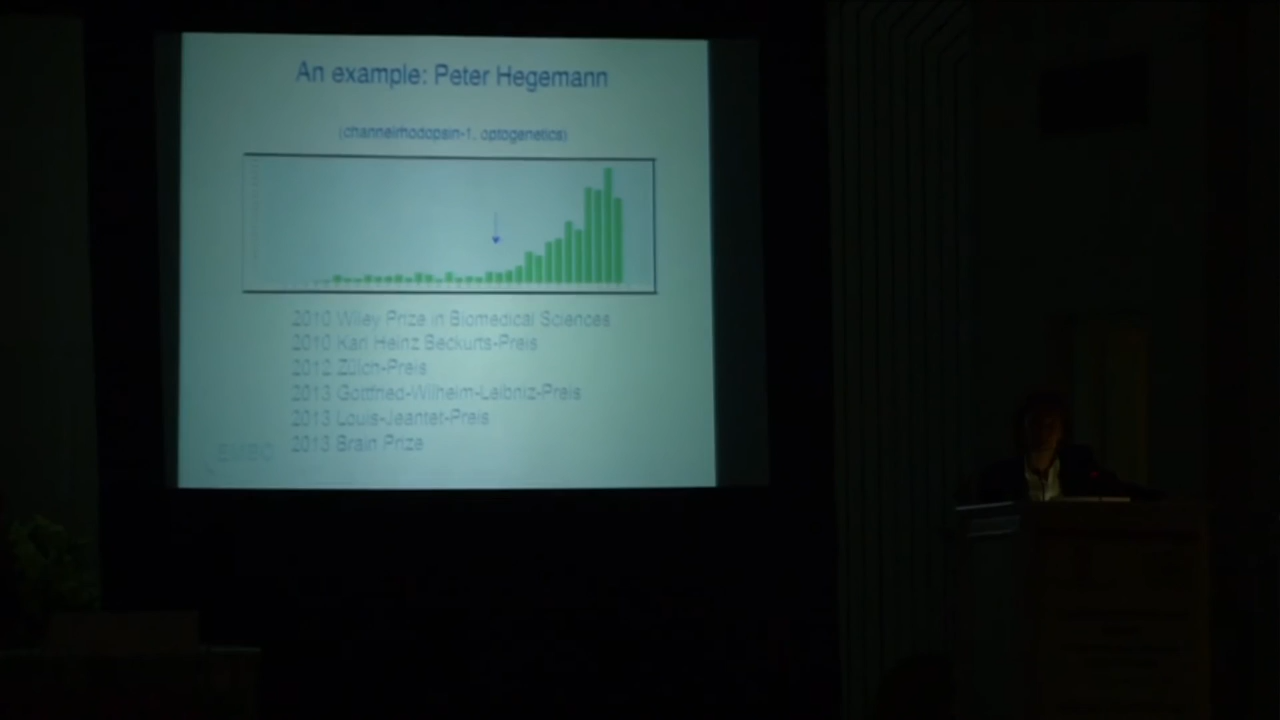 An example: Peter Hegemann
(channelrhodopsin-1, optogenetics)
2010 Wiley Prize in Biomedical Sciences
2010 Karl Heinz Beckurts-Preis
2012 Zülch-Preis
2013 Gottfried-Wilhelm-Leibniz-Preis
2013 Louis-Jeantet-Preis
2013 Brain Prize
EMBO